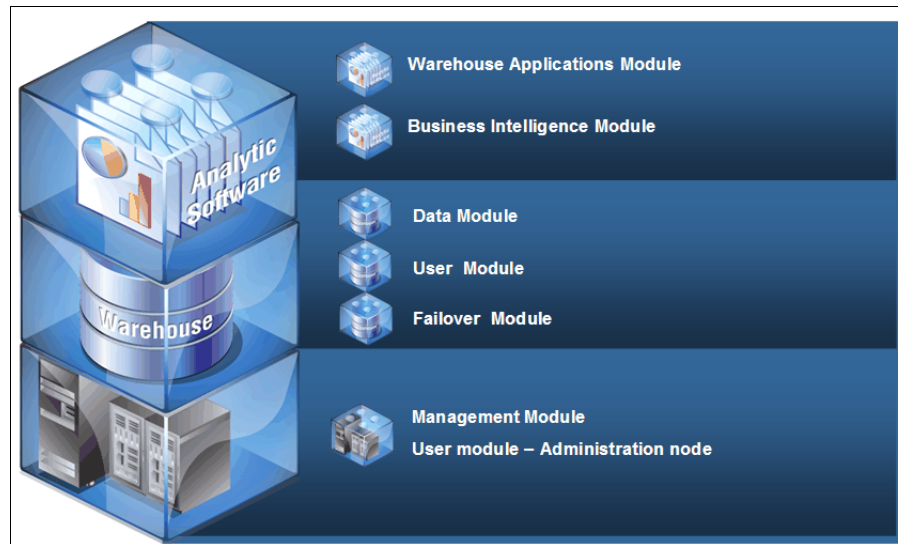 Analytic
Software
Warehouse Applications Module
Business Intelligence Module
Warehouse
Data Module
User Module
Failover Module
Management Module
User module – Administration node